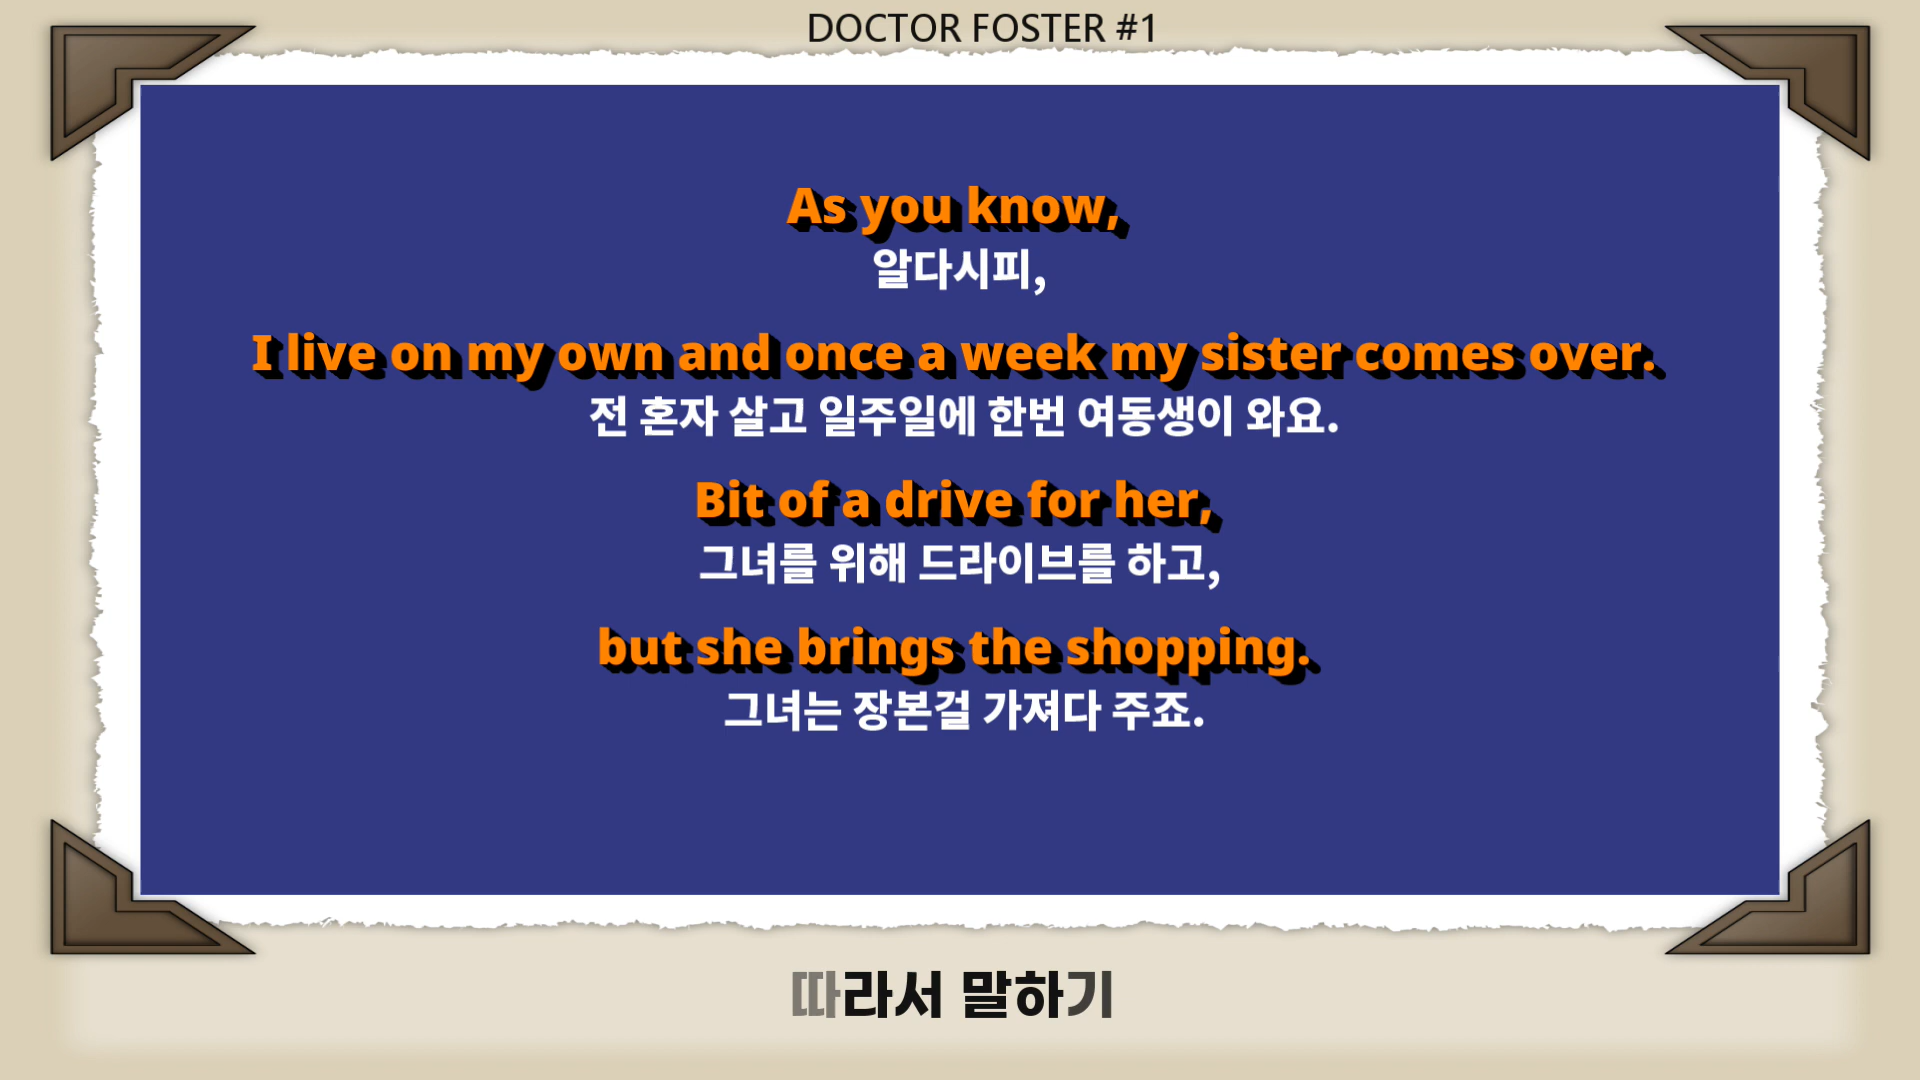 DOCTOR FOSTER #1
As you know,
알다시피,
I live on my own and once a week my sister comes over.
전 혼자 살고 일주일에 한번 여동생이 와요.
Bit of a drive for her,
그녀를 위해 드라이브를 하고,
but she brings the shopping.
그녀는 장본걸 가져다 주죠.
따라서 말하기